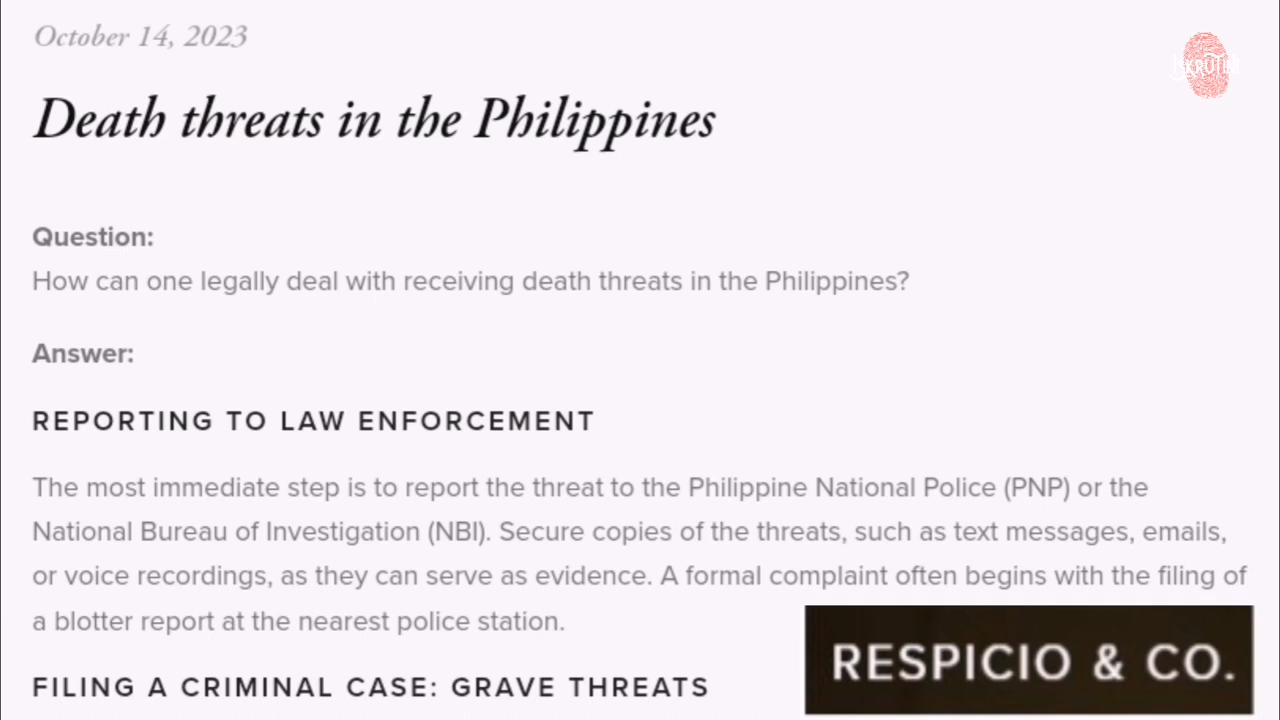 October 14, 2023
Death threats in the Philippines
Question:
How can one legally deal with receiving death threats in the Philippines?
Answer:
REPORTING TO LAW ENFORCEMENT
The most immediate step is to report the threat to the Philippine National Police (PNP) or the
National Bureau of Investigation (NBI). Secure copies of the threats, such as text messages, emails,
or voice recordings, as they can serve as evidence. A formal complaint often begins with the filing of
a blotter report at the nearest police station.
FILING A CRIMINAL CASE: GRAVE THREATS
RESPICIO & CO.